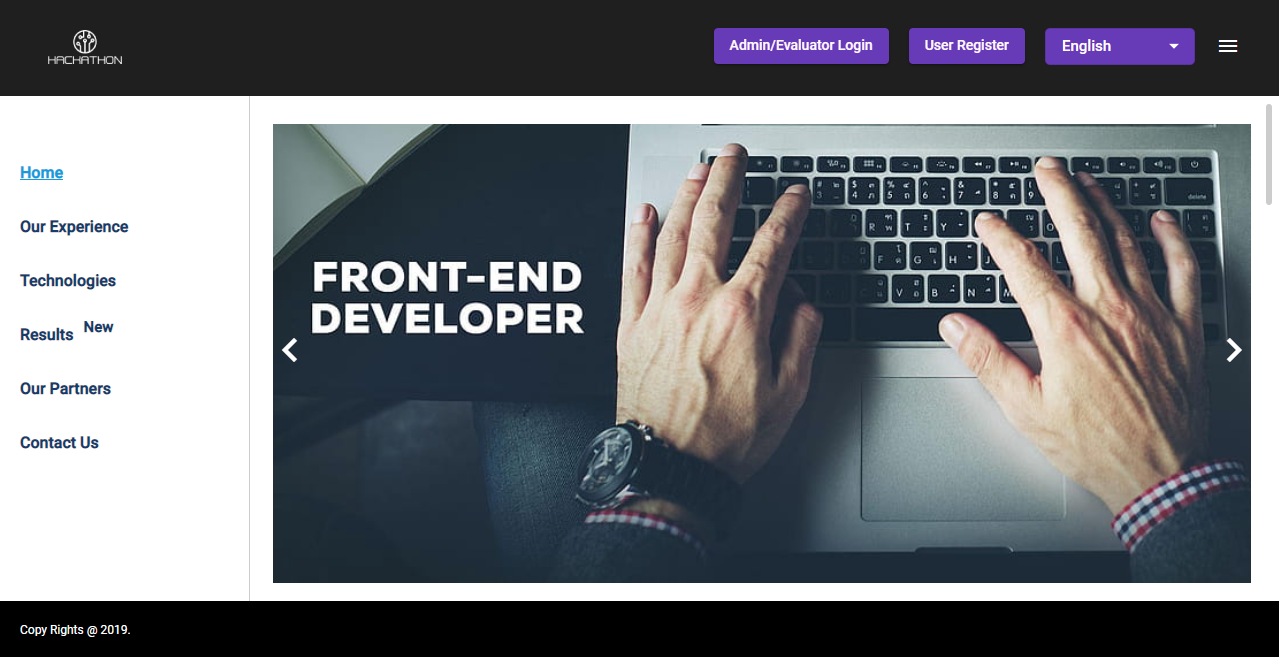 HACHATHON
Admin/Evaluator Login
User Register
English
Home
Our Experience
Technologies
Results New
Our Partners
Contact Us
FRONT-END
DEVELOPER
Copy Rights @ 2019.